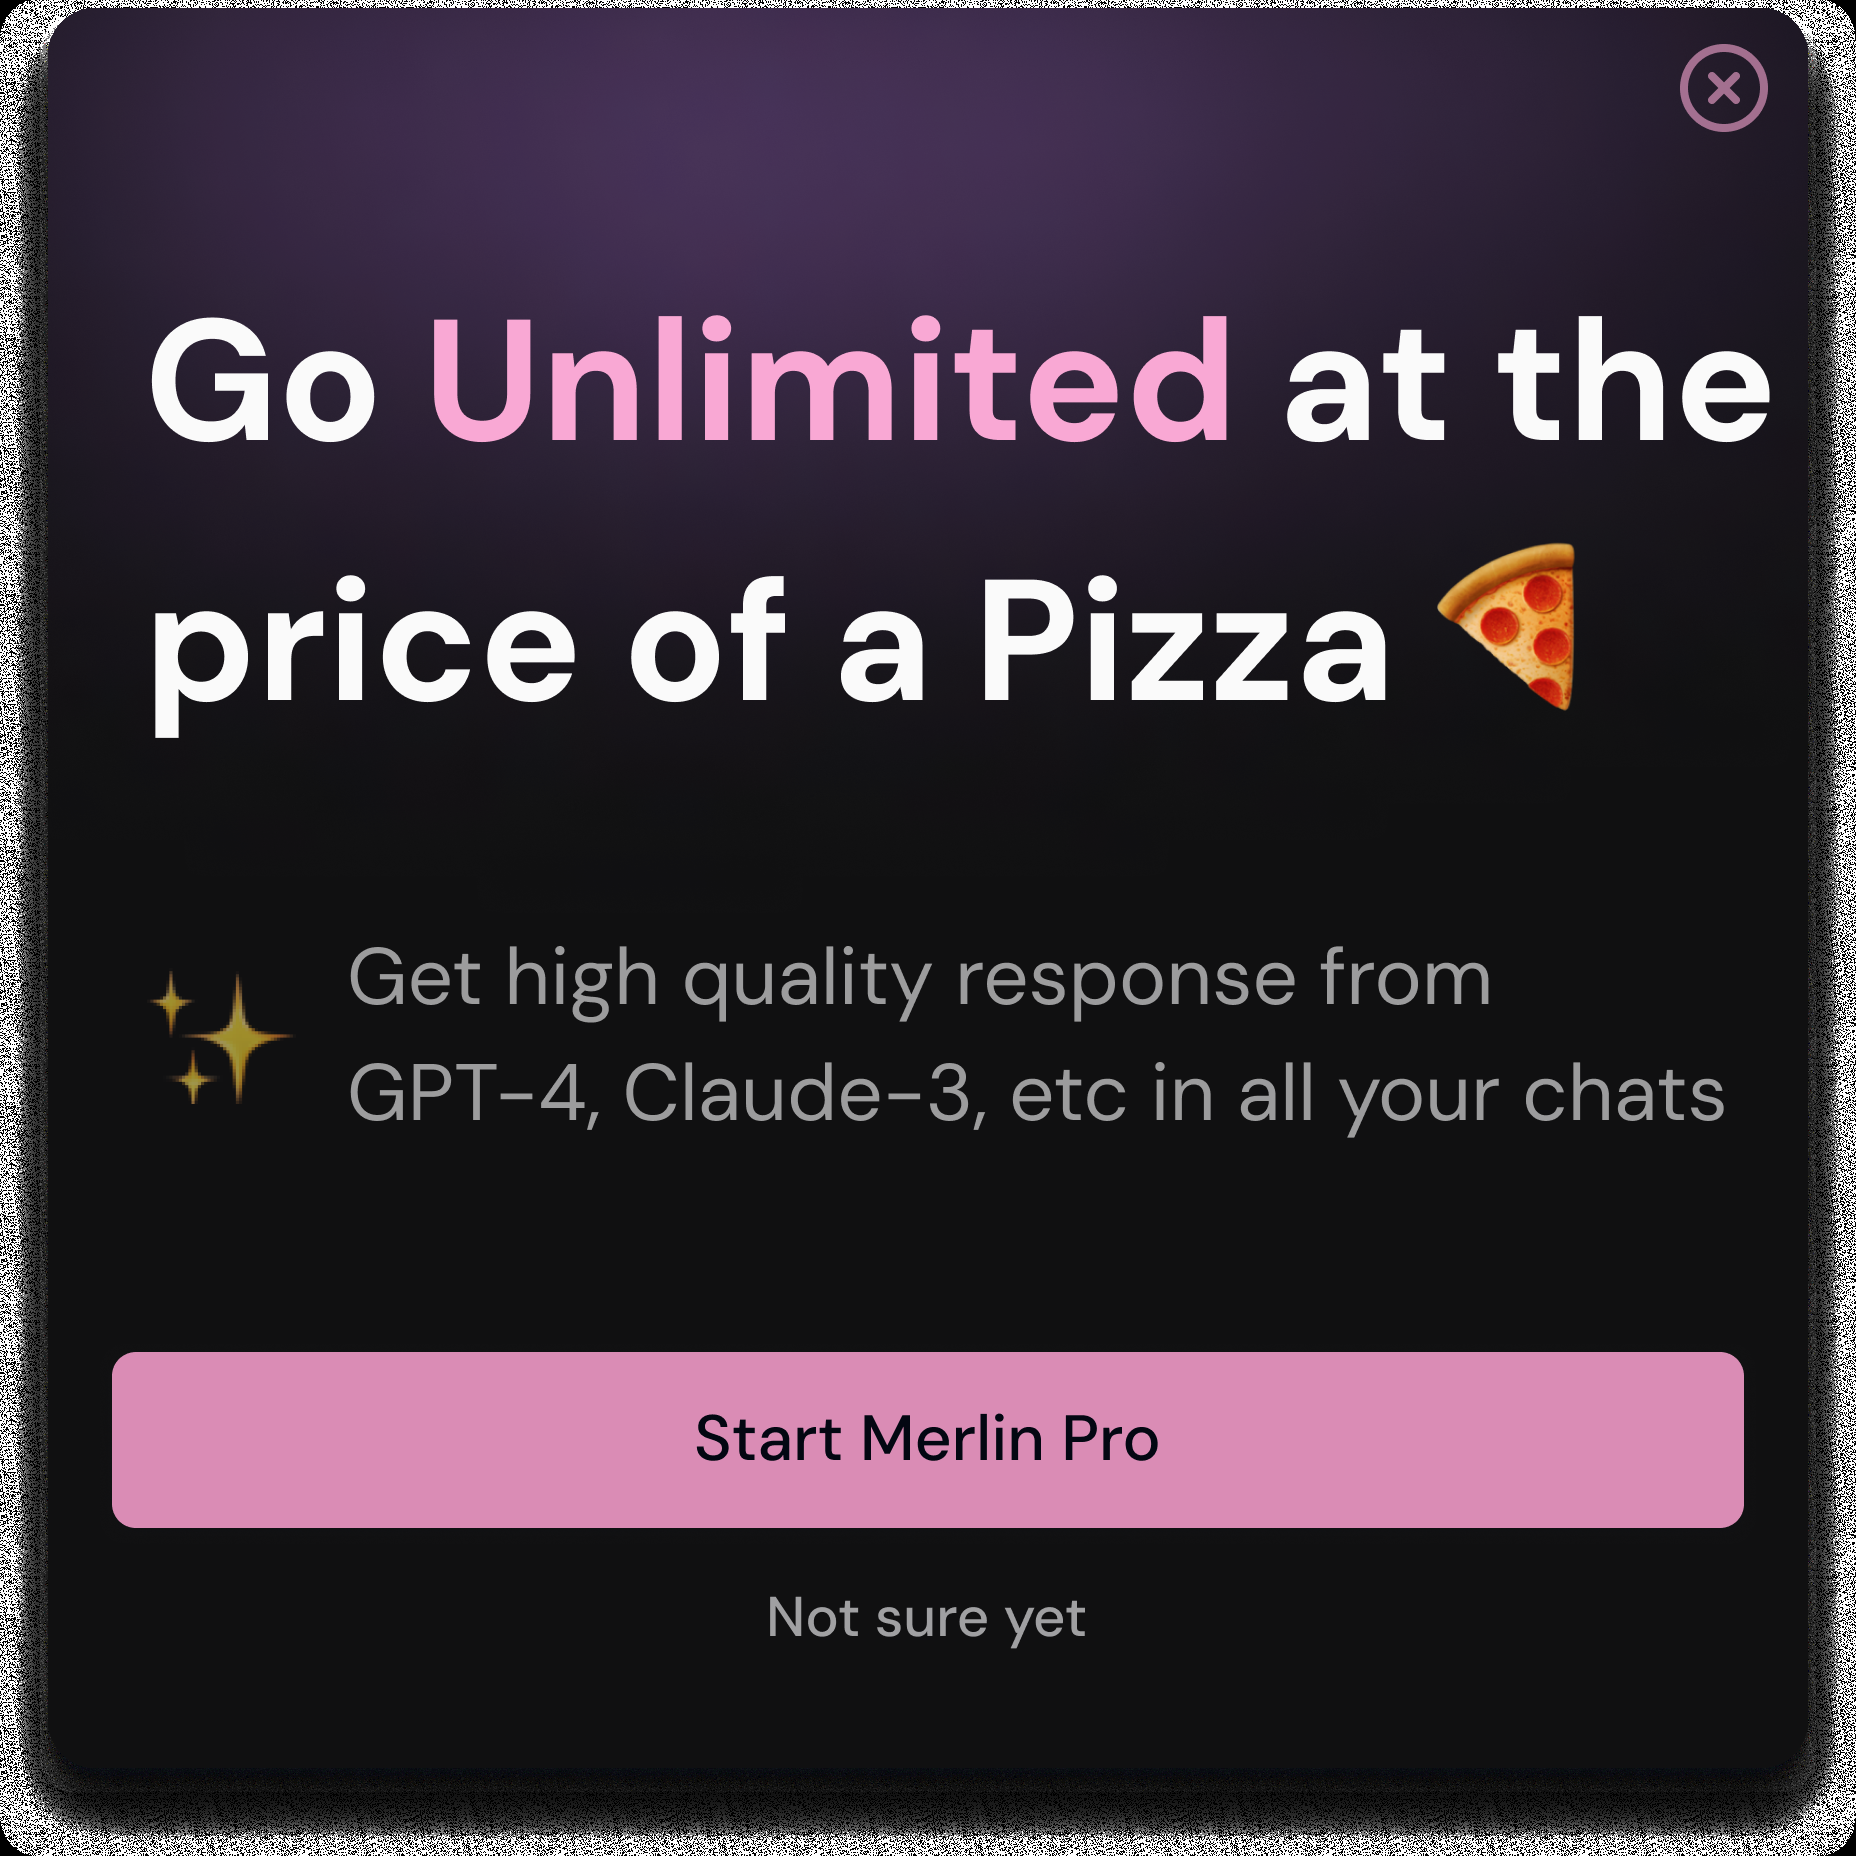 Go Unlimited at the
price of a Pizza 🍕
✨ Get high quality response from
GPT-4, Claude-3, etc in all your chats
Start Merlin Pro
Not sure yet